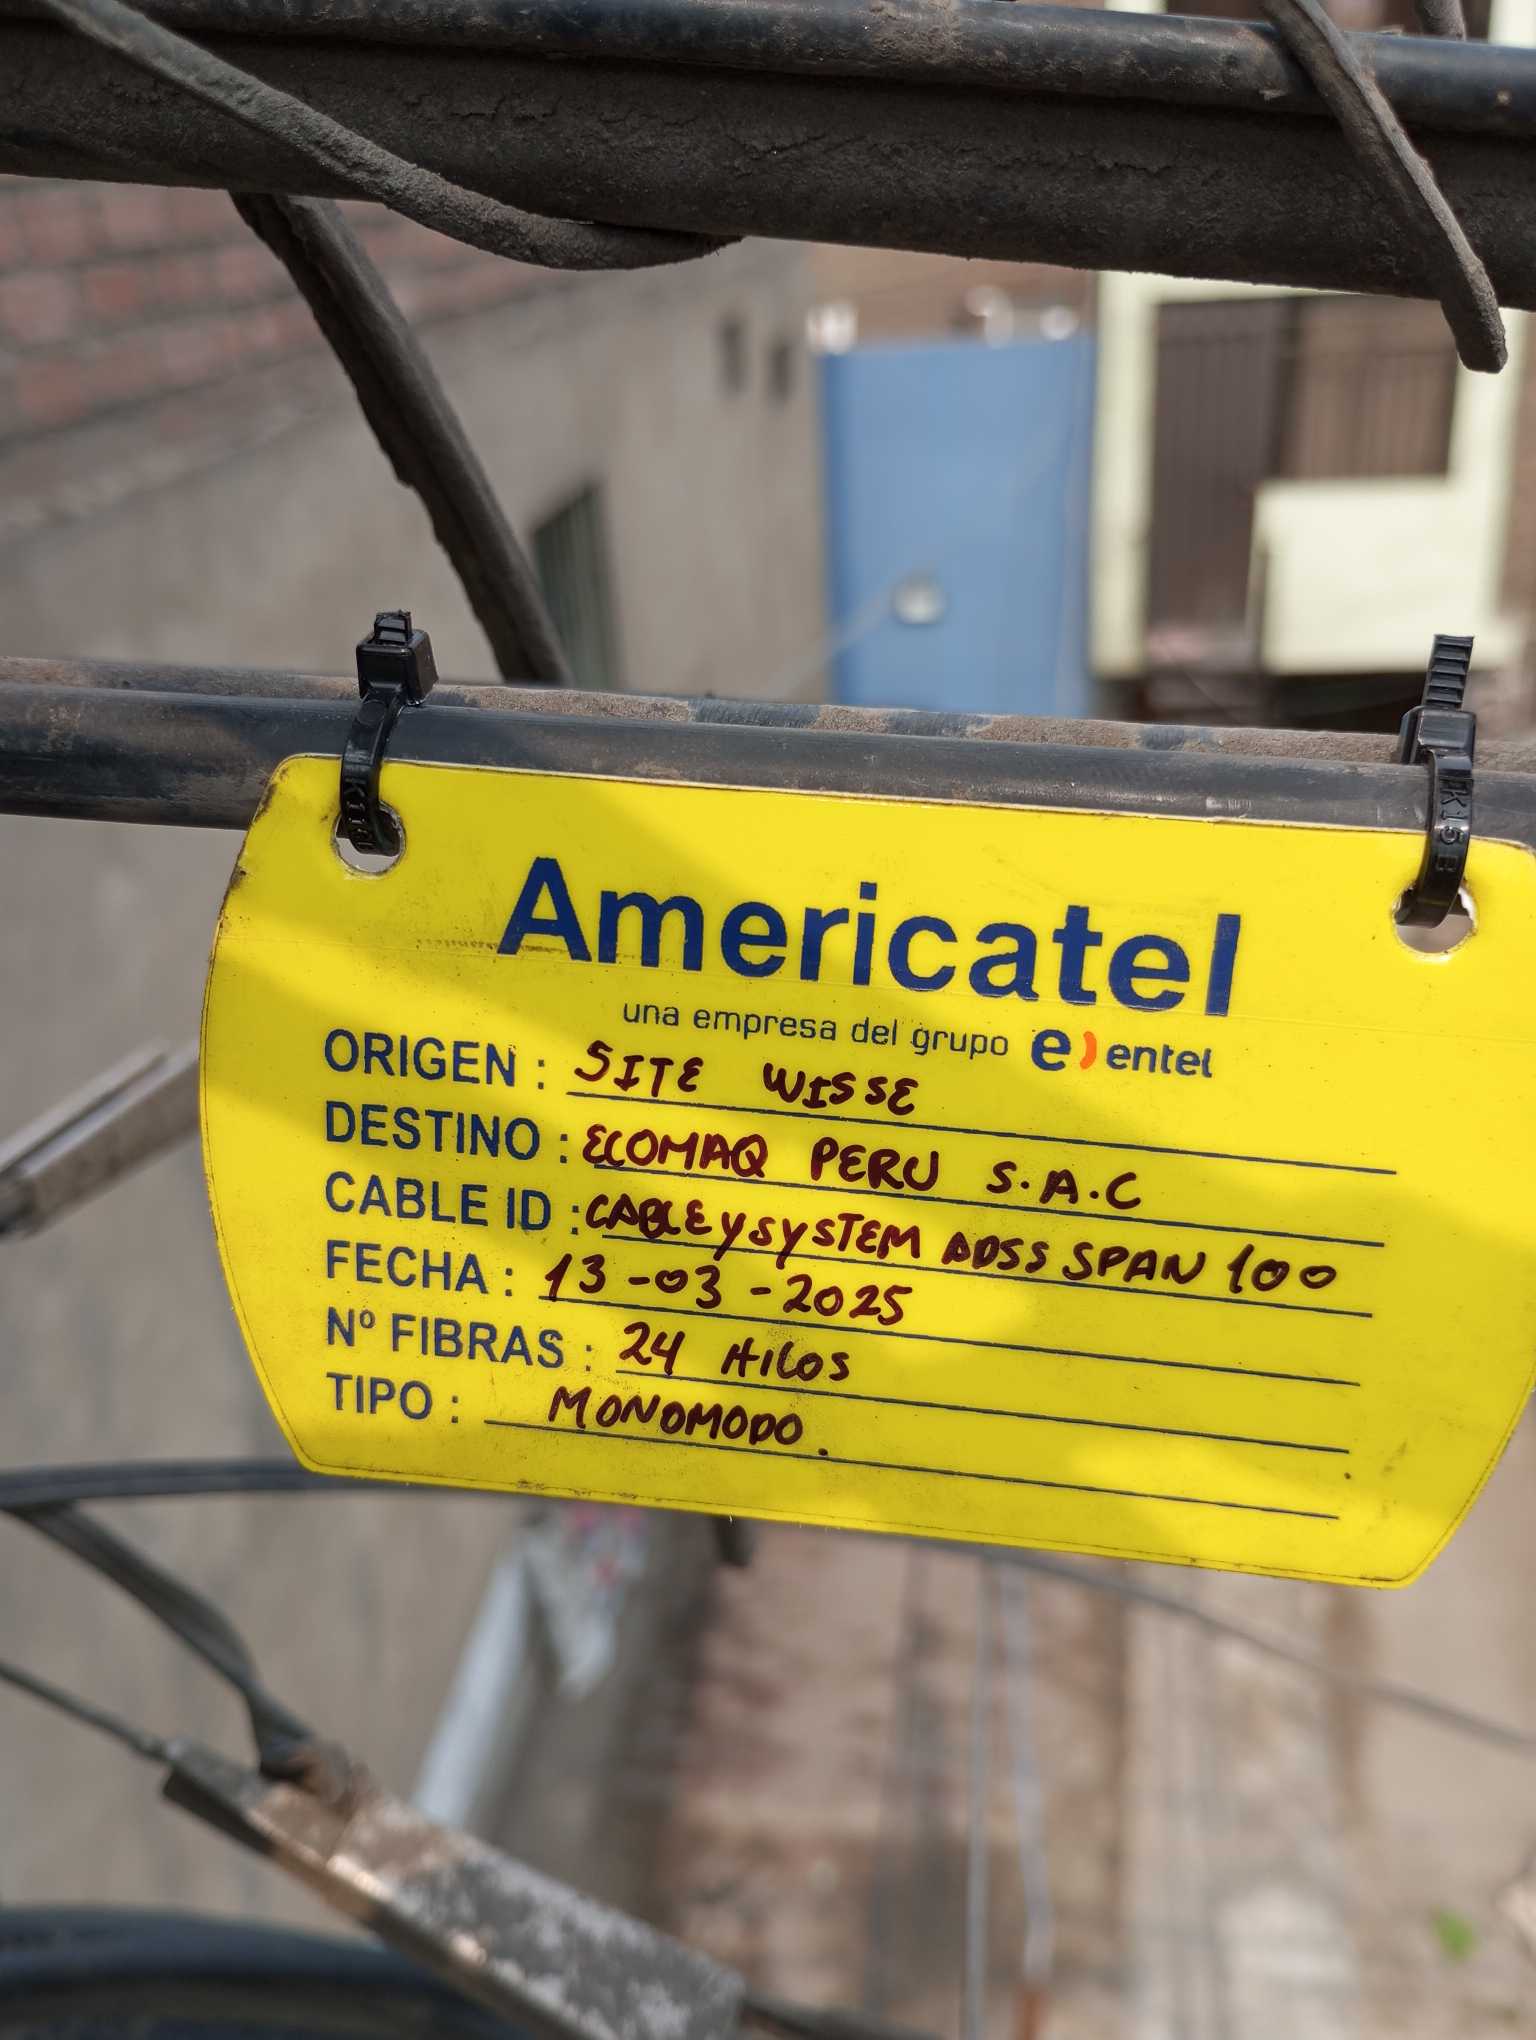 Americatel
una empresa del grupo e) entel
ORIGEN : SITE WISSE
DESTINO : ECOMAQ PERU S.A.C
CABLE ID : CABLEYSYSTEM ADSS SPAN 100
FECHA : 13-03-2025
Nº FIBRAS : 24 HILOS
TIPO : MONOMODO.